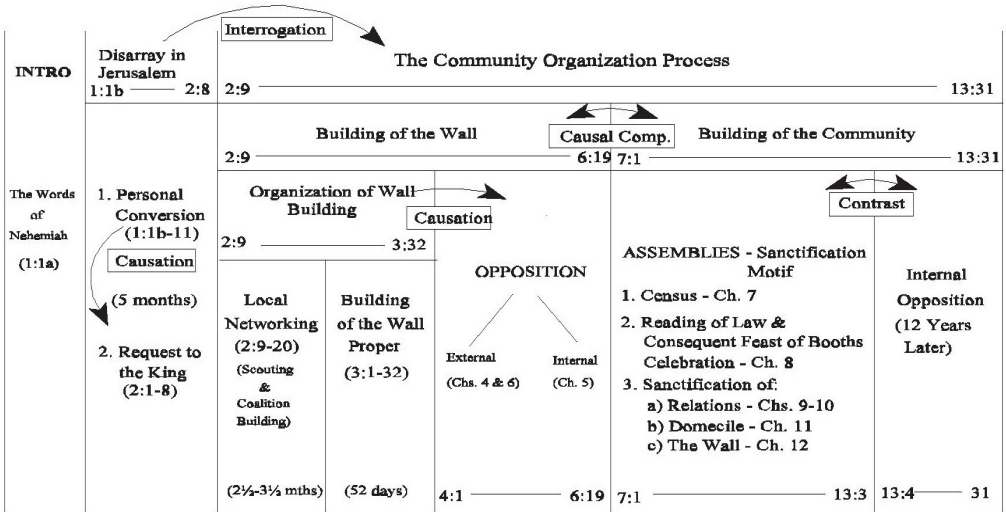 INTRO
The Words
of
Nehemiah
(1:1a)
Disarray in
Jerusalem
1:1b 2:8
1. Personal
Conversion
(1:1b-11)
Causation
(5 months)
2. Request to
the King
(2:1-8)
Interrogation
The Community Organization Process
2:9 13:31
Building of the Wall
2:9 6:19
Causal Comp.
Building of the Community
7:1 13:31
Organization of Wall
Building
2:9 3:32
Causation
Local
Networking
(2:9-20)
(Scouting
&
Coalition
Building)
(2½-3½ mths)
Building
of the Wall
Proper
(3:1-32)
(52 days)
OPPOSITION
External
(Chs. 4 & 6)
Internal
(Ch. 5)
4:1 6:19
Contrast
ASSEMBLIES - Sanctification
Motif
1. Census - Ch. 7
2. Reading of Law &
Consequent Feast of Booths
Celebration - Ch. 8
3. Sanctification of:
a) Relations - Chs. 9-10
b) Domecile - Ch. 11
c) The Wall - Ch. 12
7:1 13:3
Internal
Opposition
(12 Years
Later)
13:4 31